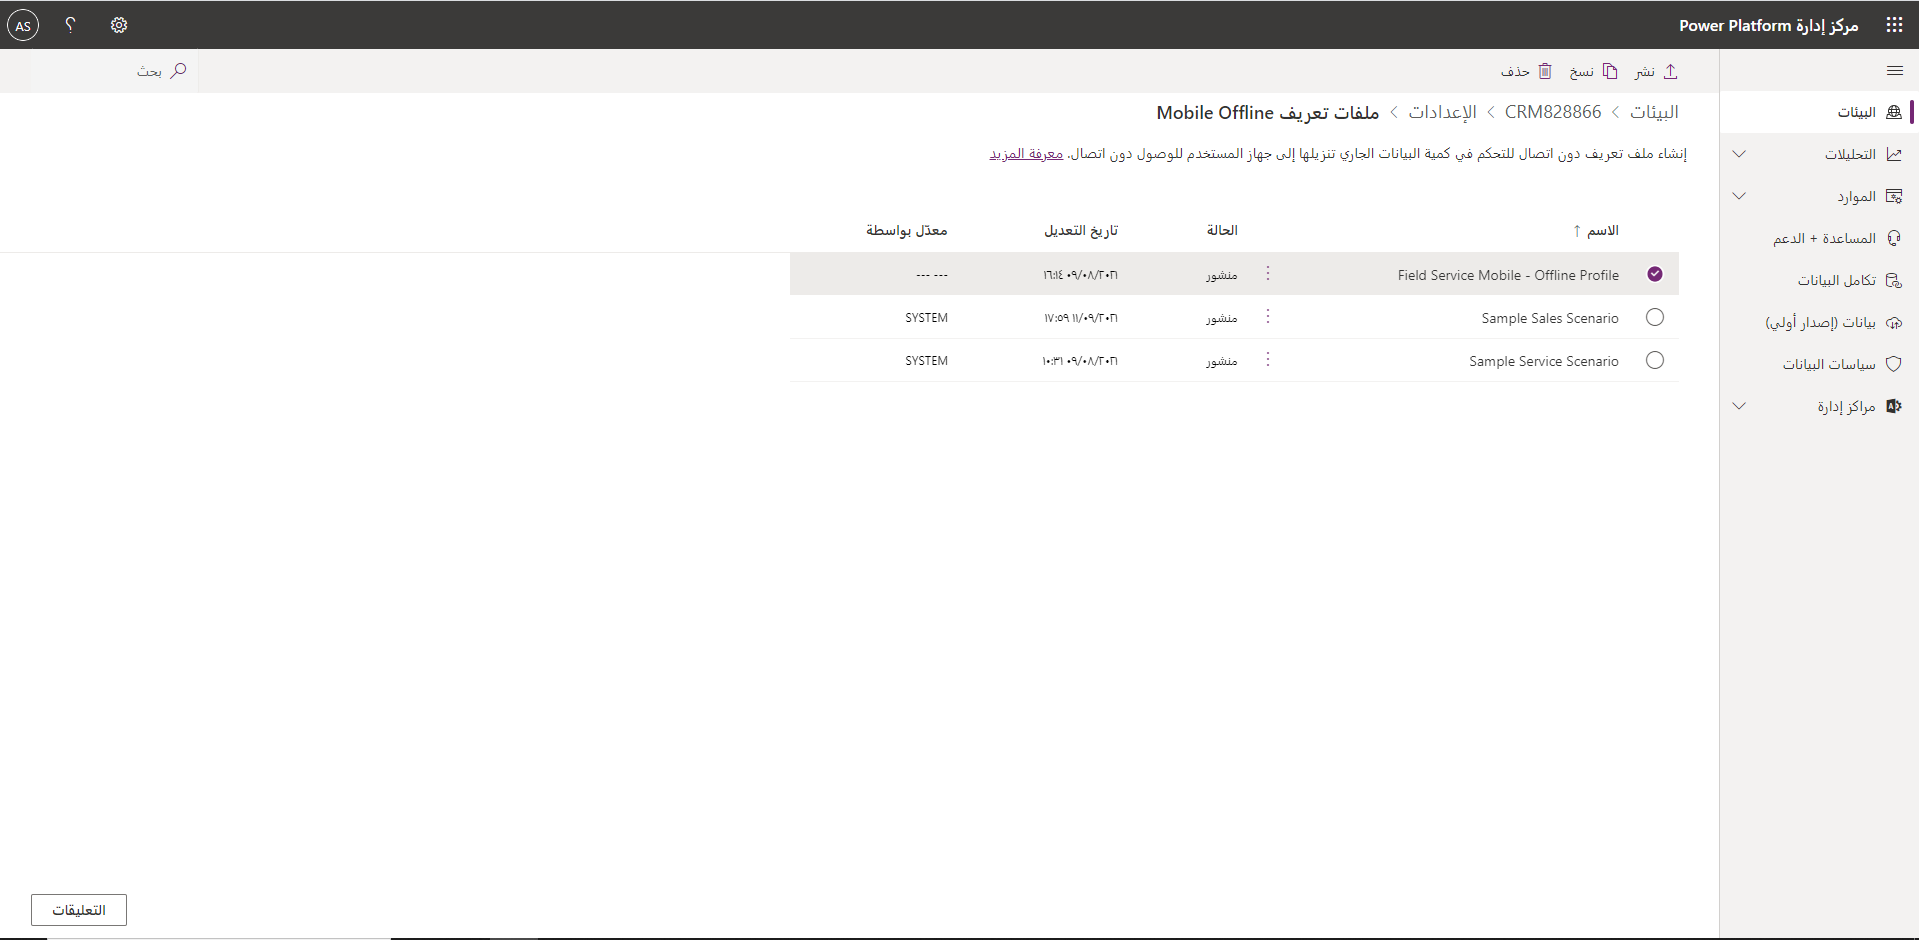 مركز إدارة Power Platform
AS
نشر
نسخ
حذف
بحث
البيئات > CRM828866 > الإعدادات > ملفات تعريف Mobile Offline
إنشاء ملف تعريف دون اتصال للتحكم في كمية البيانات الجاري تنزيلها إلى جهاز المستخدم للوصول دون اتصال. معرفة المزيد
الاسم ↑ الحالة تاريخ التعديل معدّل بواسطة
Field Service Mobile - Offline Profile منشور ٠٩/٠٨/٢٠٢١ ١٦:١٤ --- ---
Sample Sales Scenario منشور ١١/٠٩/٢٠٢١ ١٧:٥٩ SYSTEM
Sample Service Scenario منشور ٠٩/٠٨/٢٠٢١ ١٠:٣١ SYSTEM
البيئات
التحليلات
الموارد
المساعدة + الدعم
تكامل البيانات
بيانات (إصدار أولي)
سياسات البيانات
مراكز إدارة
التعليقات